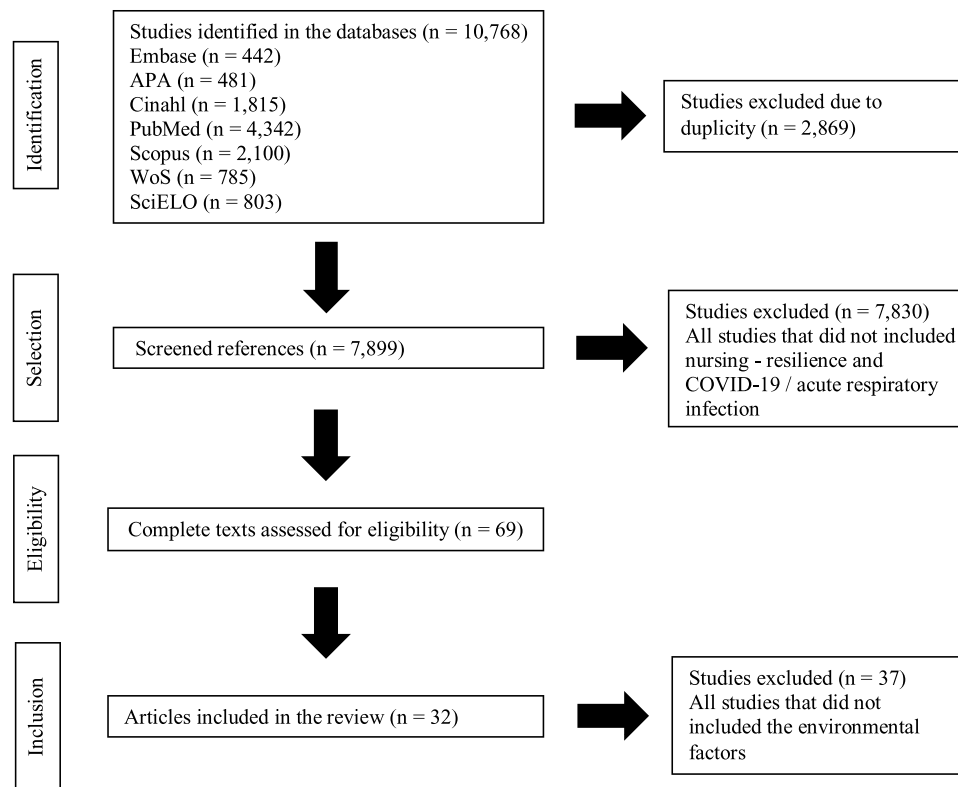 Identification
Studies identified in the databases (n = 10,768)
Embase (n = 442)
APA (n = 481)
Cinahl (n = 1,815)
PubMed (n = 4,342)
Scopus (n = 2,100)
WoS (n = 785)
SciELO (n = 803)
Studies excluded due to
duplicity (n = 2,869)
Selection
Screened references (n = 7,899)
Studies excluded (n = 7,830)
All studies that did not included
nursing - resilience and
COVID-19 / acute respiratory
infection
Eligibility
Complete texts assessed for eligibility (n = 69)
Inclusion
Articles included in the review (n = 32)
Studies excluded (n = 37)
All studies that did not
included the environmental
factors